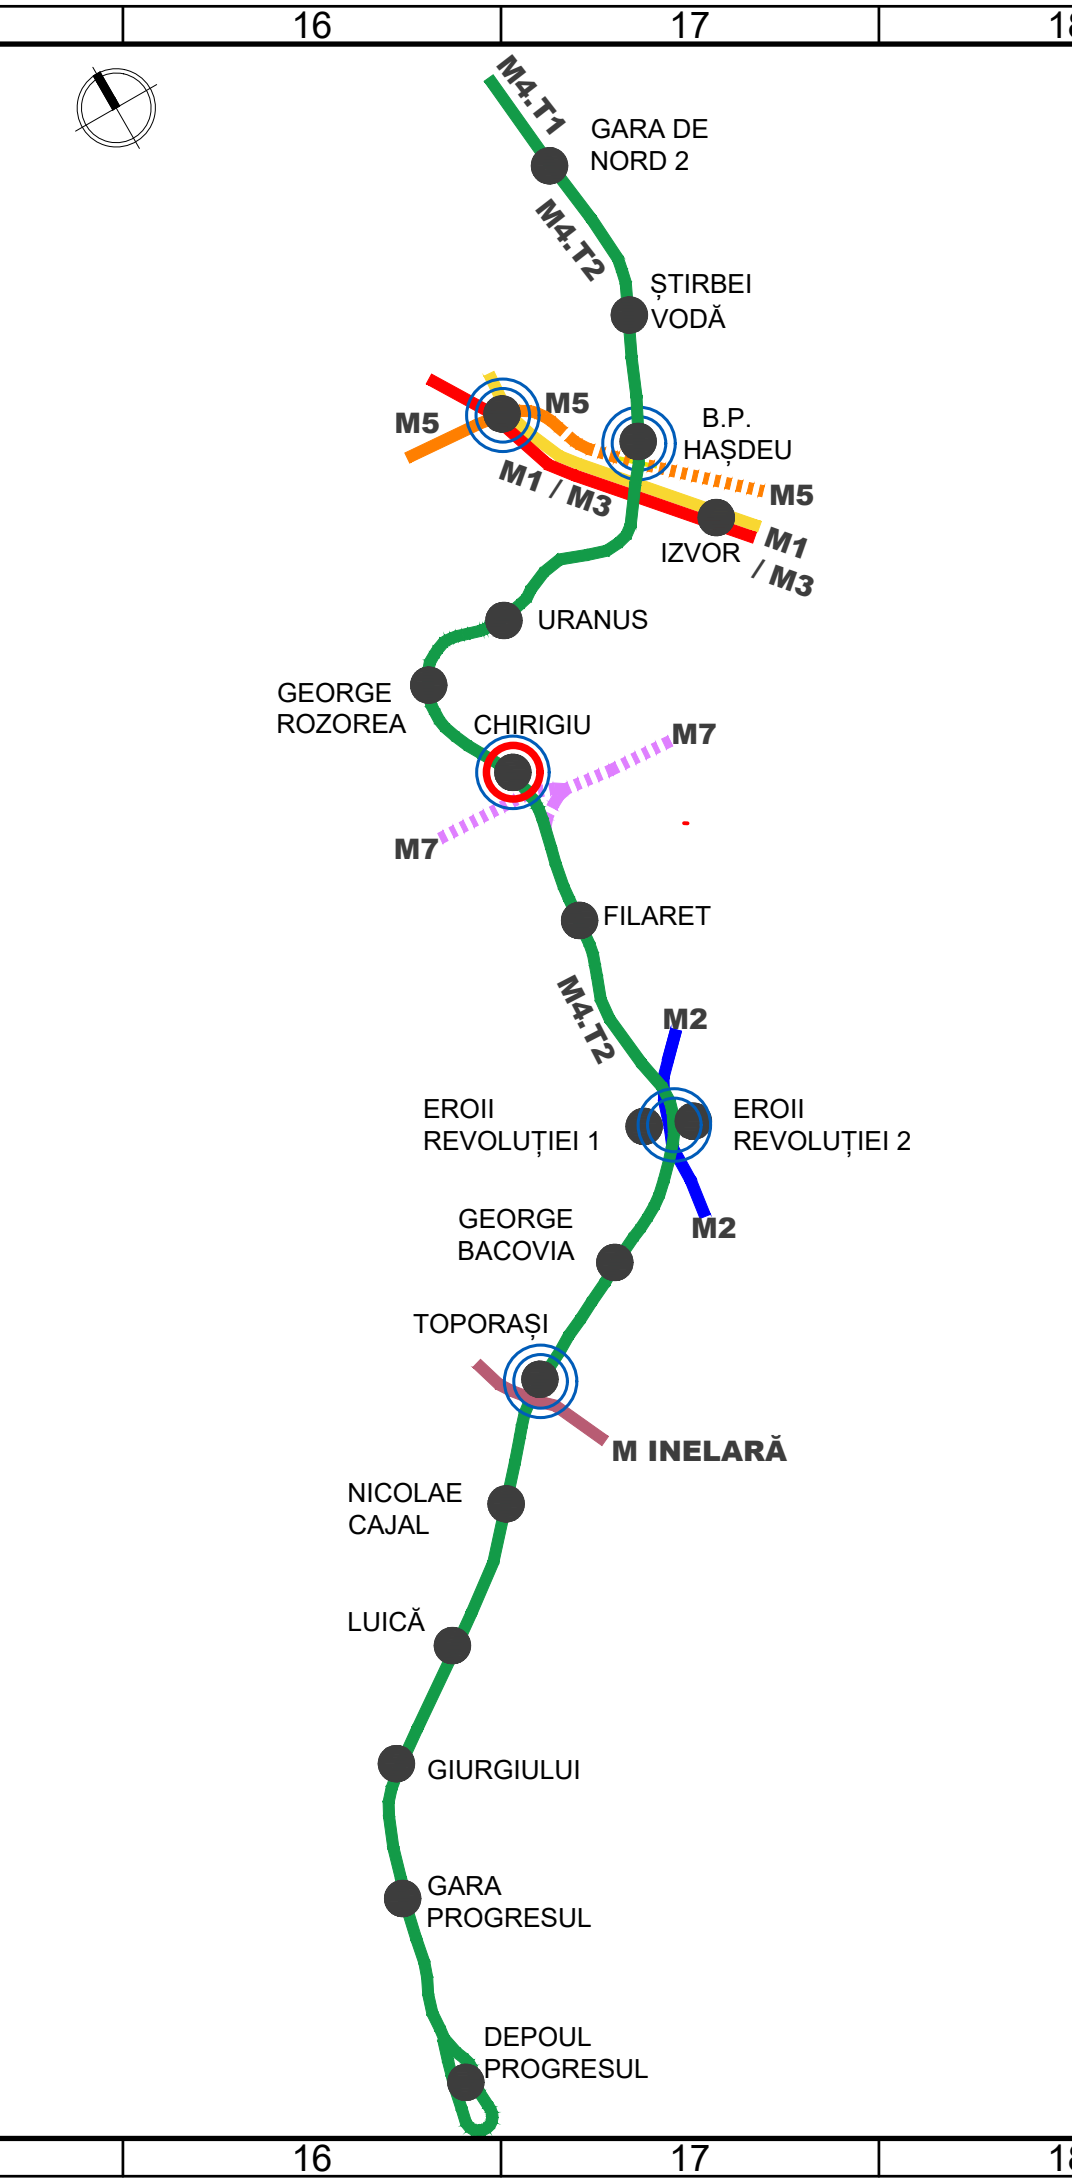 16
17
18
M4.T1
GARA DE
NORD 2
M4.T2
ȘTIRBEI
VODĂ
M5
M5
B.P.
HAȘDEU
M1 / M3
M5
IZVOR
M1
/ M3
URANUS
GEORGE
ROZOREA
CHIRIGIU
M7
M7
FILARET
M4.T2
M2
EROII
REVOLUȚIEI 1
EROII
REVOLUȚIEI 2
M2
GEORGE
BACOVIA
TOPORAȘI
M INELARĂ
NICOLAE
CAJAL
LUICĂ
GIURGIULUI
GARA
PROGRESUL
DEPOUL
PROGRESUL
16
17
18